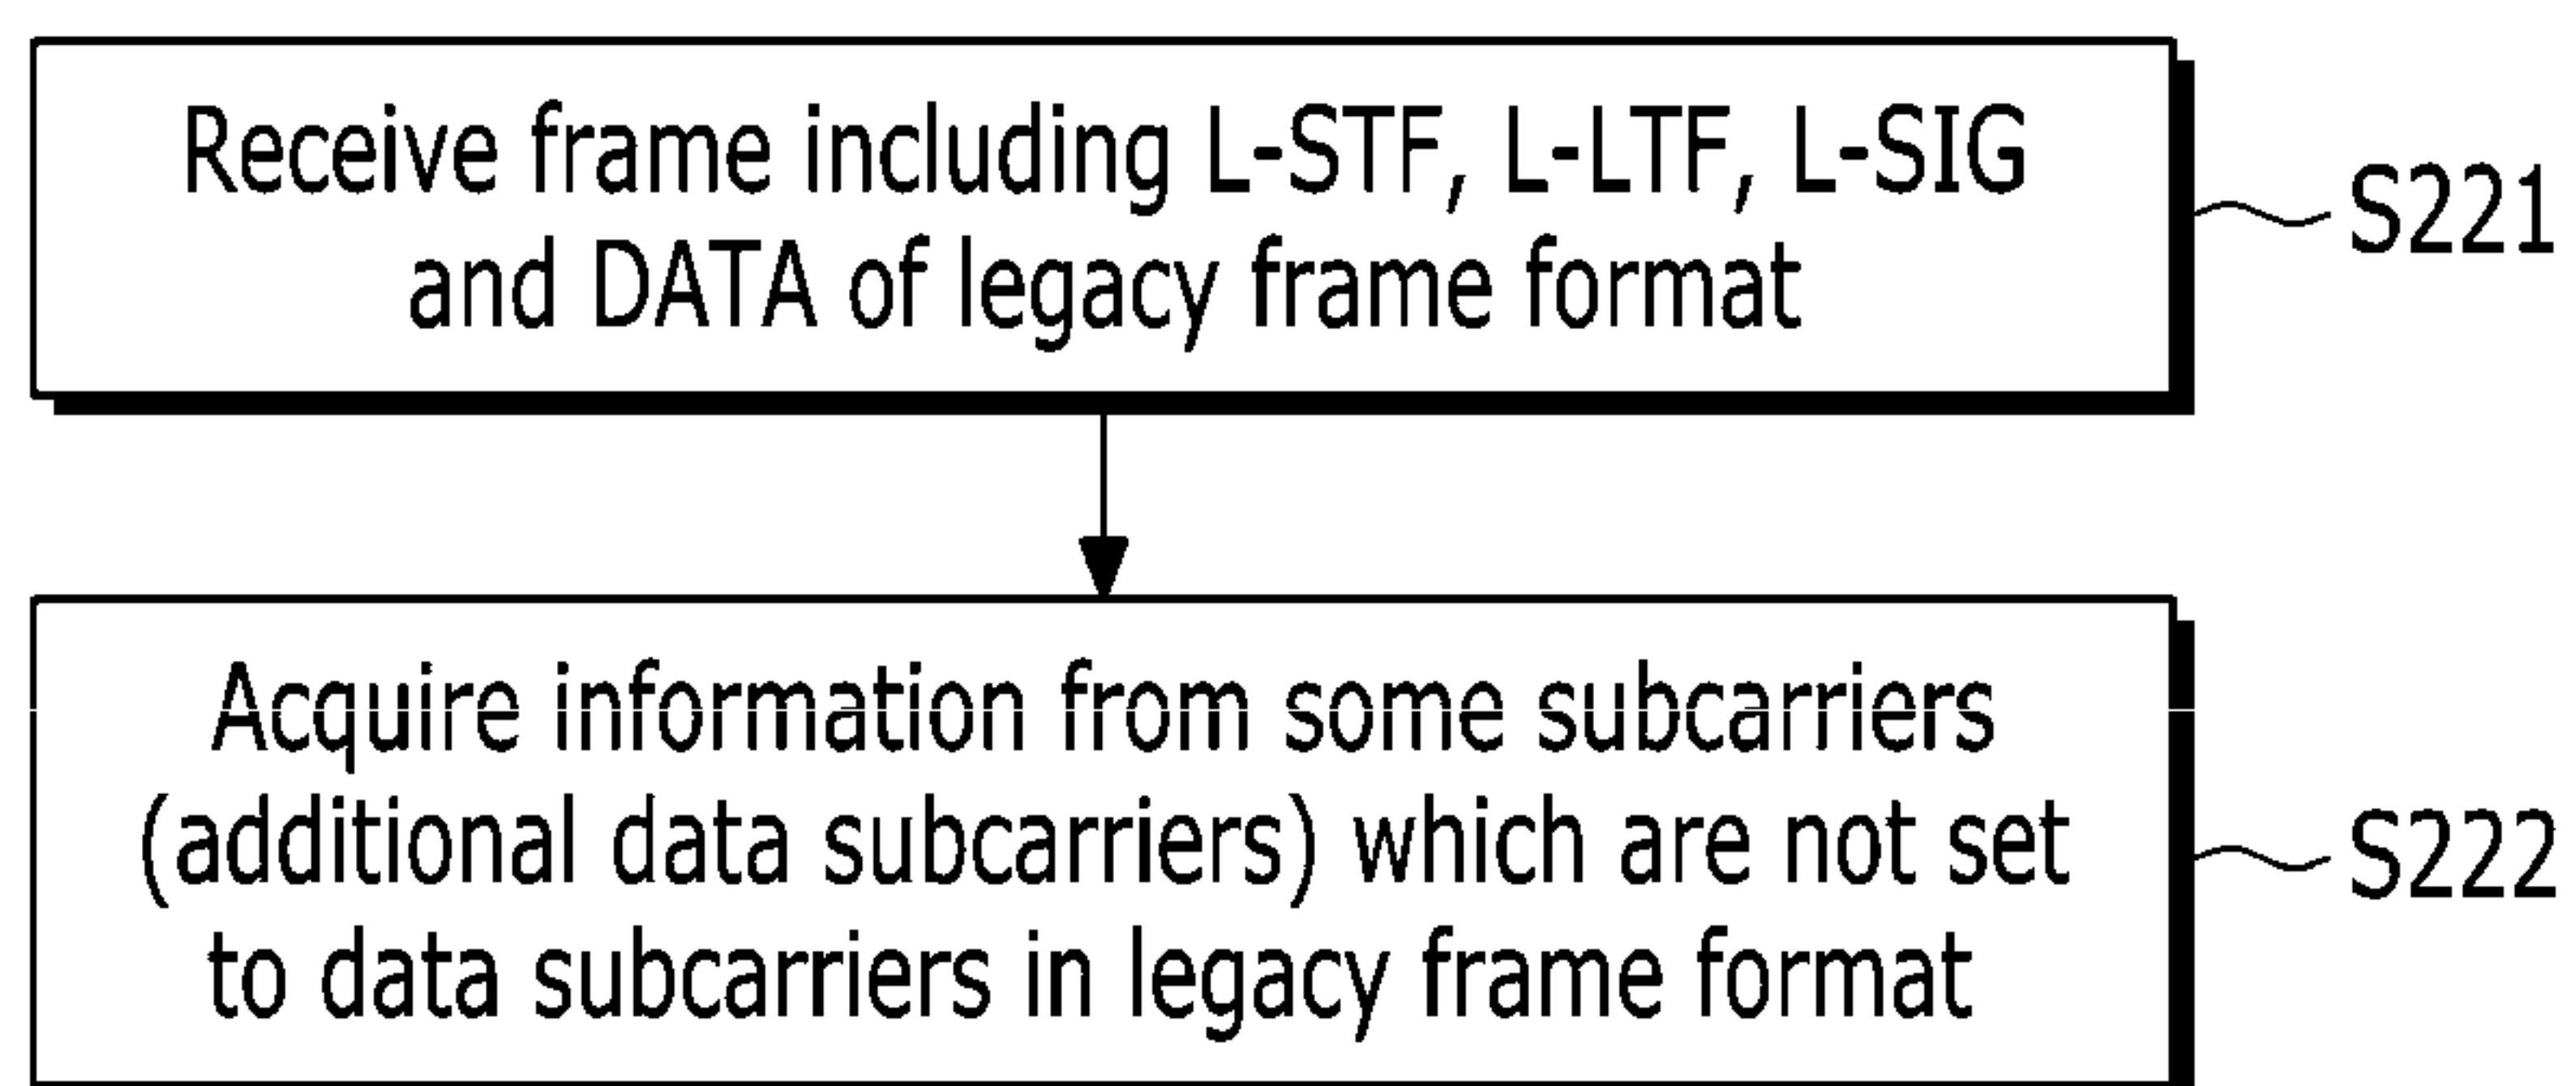 Receive frame including L-STF, L-LTF, L-SIG
and DATA of legacy frame format
S221
Acquire information from some subcarriers
(additional data subcarriers) which are not set
to data subcarriers in legacy frame format
S222